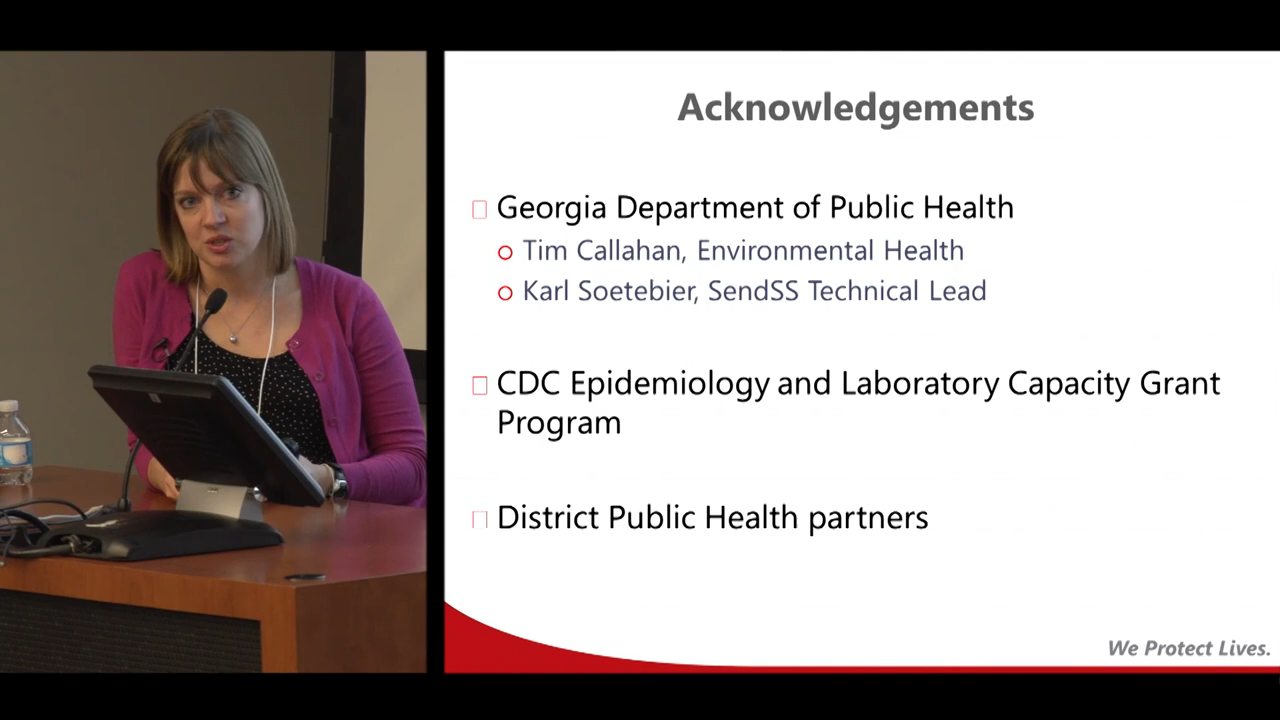 Acknowledgements
Georgia Department of Public Health
Tim Callahan, Environmental Health
Karl Soetebier, SendSS Technical Lead
CDC Epidemiology and Laboratory Capacity Grant
Program
District Public Health partners
We Protect Lives.